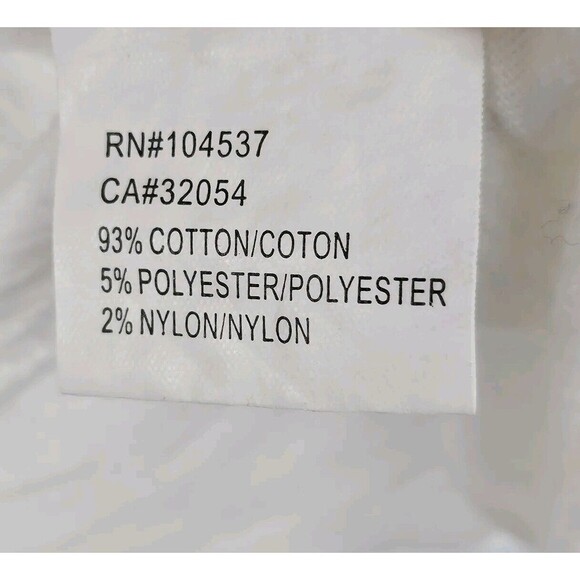 RN#104537
CA#32054
93% COTTON/COTON
5% POLYESTER/POLYESTER
2% NYLON/NYLON